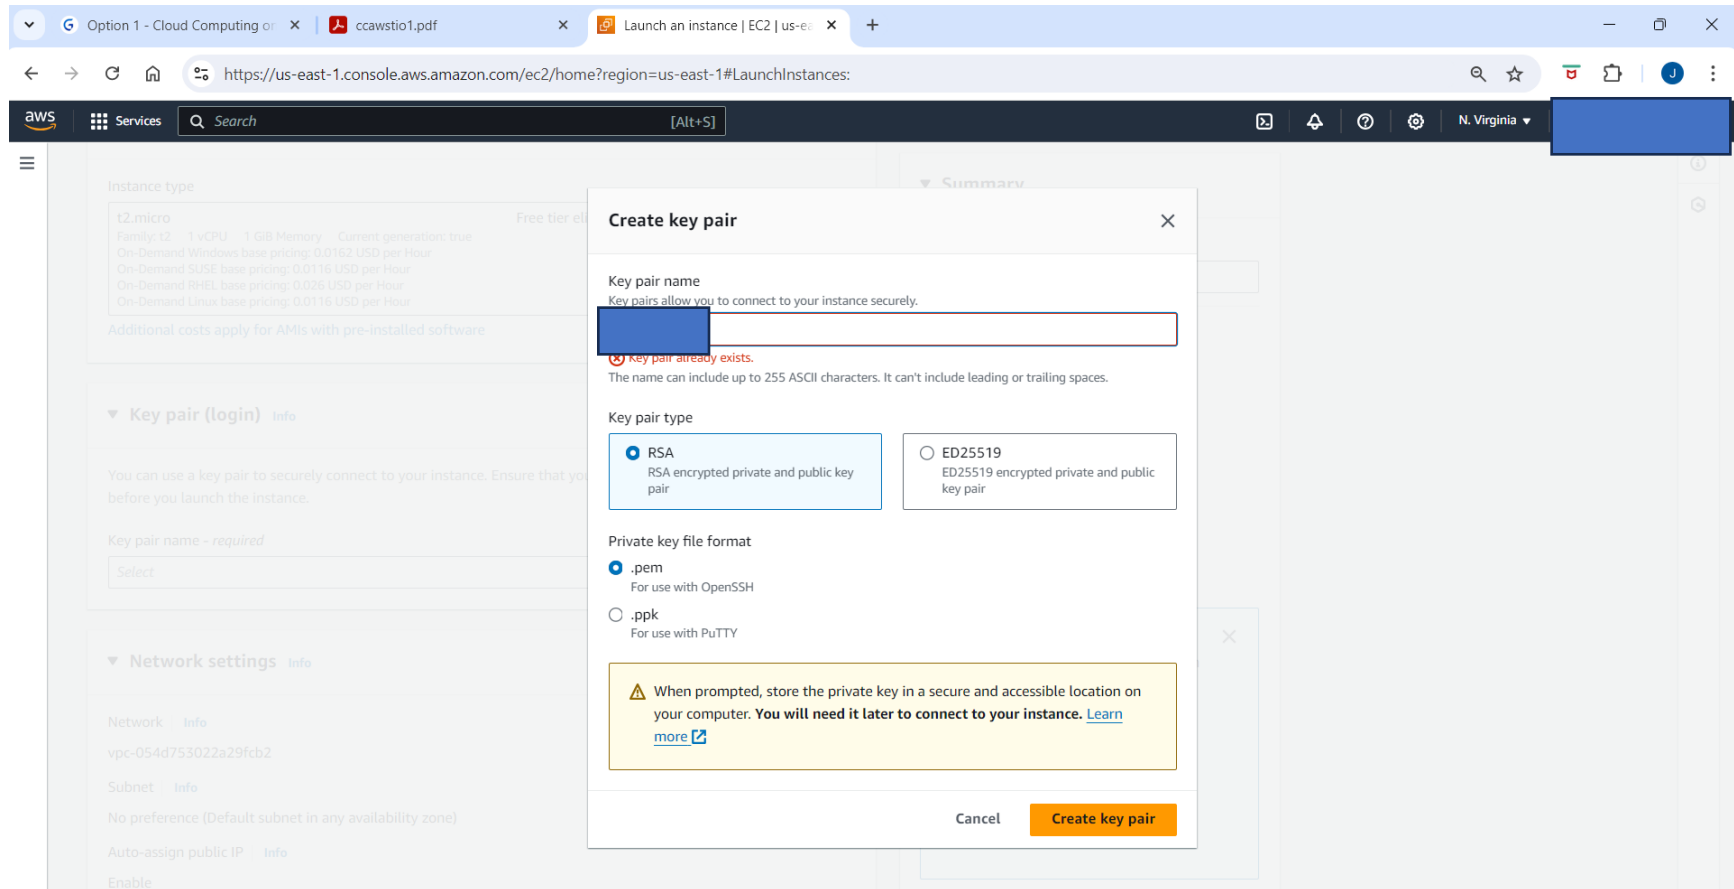 Option 1 - Cloud Computing on
ccawstio1.pdf
Launch an instance | EC2 | us-ea
https://us-east-1.console.aws.amazon.com/ec2/home?region=us-east-1#LaunchInstances:
J
aws
Services
Search
[Alt+S]
N. Virginia
Instance type
t2.micro
Free tier eli
Family: t2 1 vCPU 1 GiB Memory Current generation: true
On-Demand Windows base pricing: 0.0162 USD per Hour
On-Demand SUSE base pricing: 0.0116 USD per Hour
On-Demand RHEL base pricing: 0.026 USD per Hour
On-Demand Linux base pricing: 0.0116 USD per Hour
Additional costs apply for AMIs with pre-installed software
Key pair (login) Info
You can use a key pair to securely connect to your instance. Ensure that you
before you launch the instance.
Key pair name - required
Select
Network settings Info
Network Info
vpc-054d753022a29fcb2
Subnet Info
No preference (Default subnet in any availability zone)
Auto-assign public IP Info
Enable
Summary
Create key pair
Key pair name
Key pairs allow you to connect to your instance securely.
Key pair already exists.
The name can include up to 255 ASCII characters. It can't include leading or trailing spaces.
Key pair type
RSA
RSA encrypted private and public key
pair
ED25519
ED25519 encrypted private and public
key pair
Private key file format
.pem
For use with OpenSSH
.ppk
For use with PuTTY
When prompted, store the private key in a secure and accessible location on
your computer. You will need it later to connect to your instance. Learn
more
Cancel
Create key pair